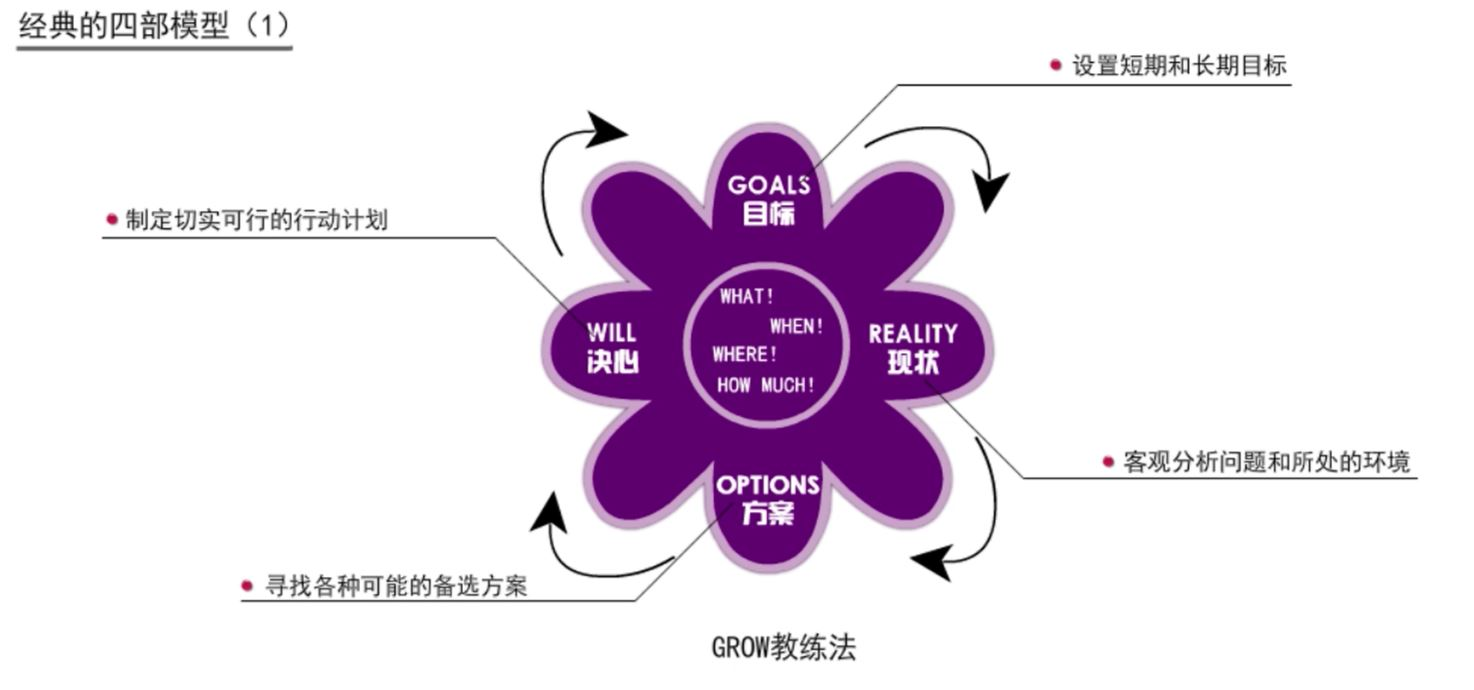 经典的四部模型（1）
● 设置短期和长期目标
GOALS
目标
● 制定切实可行的行动计划
WHAT!
WHEN!
WHERE!
HOW MUCH!
WILL
决心
REALITY
现状
● 客观分析问题和所处的环境
OPTIONS
方案
● 寻找各种可能的备选方案
GROW教练法